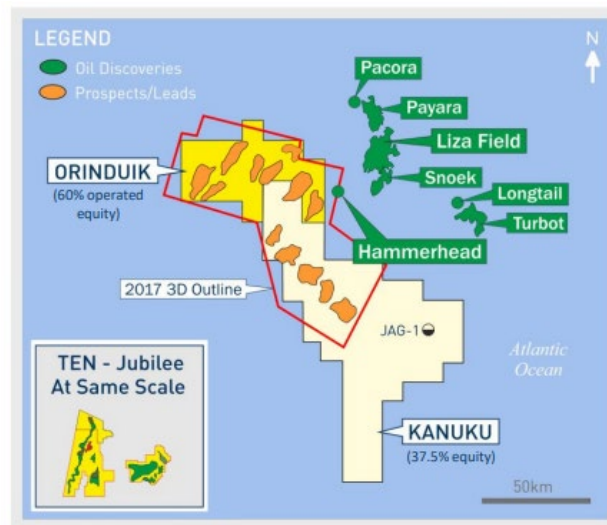 LEGEND
Oil Discoveries
Prospects/Leads
N
Pacora
Payara
Liza Field
Snoek
Longtail
Turbot
Hammerhead
ORINDUIK
(60% operated
equity)
2017 3D Outline
JAG-1
Atlantic
Ocean
TEN - Jubilee
At Same Scale
KANUKU
(37.5% equity)
50km